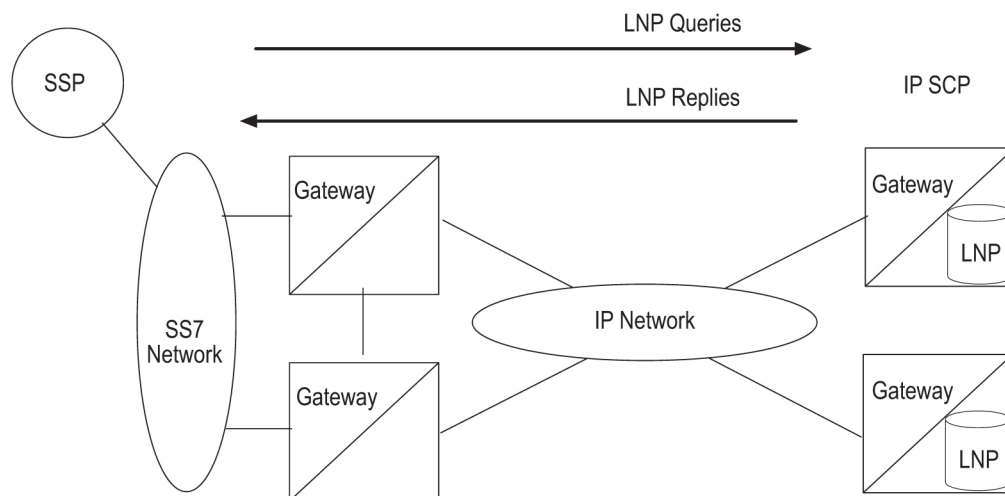 LNP Queries
SSP
IP SCP
LNP Replies
Gateway
Gateway
LNP
SS7
Network
IP Network
Gateway
Gateway
LNP